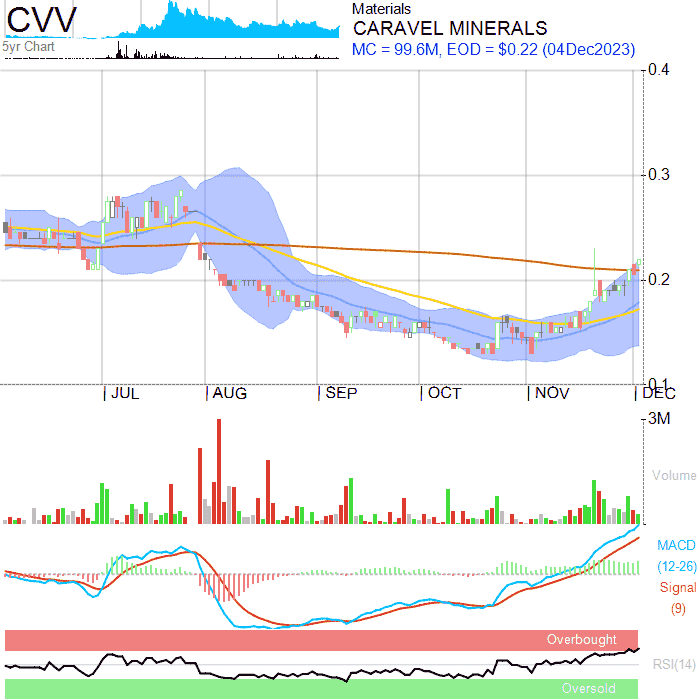 CVV
5yr Chart
Materials
CARAVEL MINERALS
MC = 99.6M, EOD = $0.22 (04Dec2023)
0.4
0.3
0.2
0.1
JUL
AUG
SEP
OCT
NOV
DEC
3M
Volume
MACD
(12-26)
Signal
(9)
Overbought
RSI(14)
Oversold